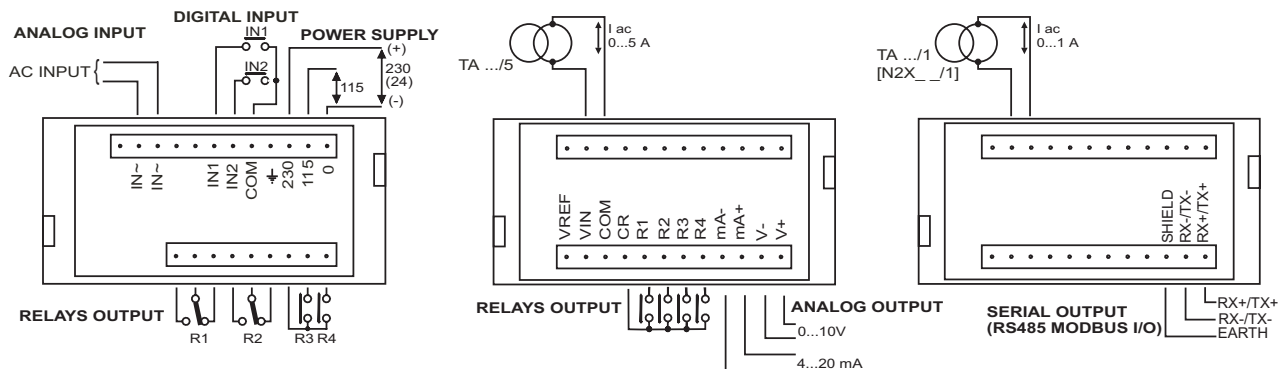 DIGITAL INPUT
ANALOG INPUT
IN1
POWER SUPPLY
AC INPUT
IN2
(+)
230
(24)
115
(-)
IN~
IN~
IN1
IN2
COM
230
115
0
RELAYS OUTPUT
R1
R2
R3 R4
I ac
0...5 A
TA .../5
VREF
VIN
COM
CR
R1
R2
R3
R4
mA-
mA+
V-
V+
RELAYS OUTPUT
ANALOG OUTPUT
0...10V
4...20 mA
I ac
0...1 A
TA .../1
[N2X_ _/1]
SHIELD
RX-/TX-
RX+/TX+
SERIAL OUTPUT
(RS485 MODBUS I/O)
RX+/TX+
RX-/TX-
EARTH